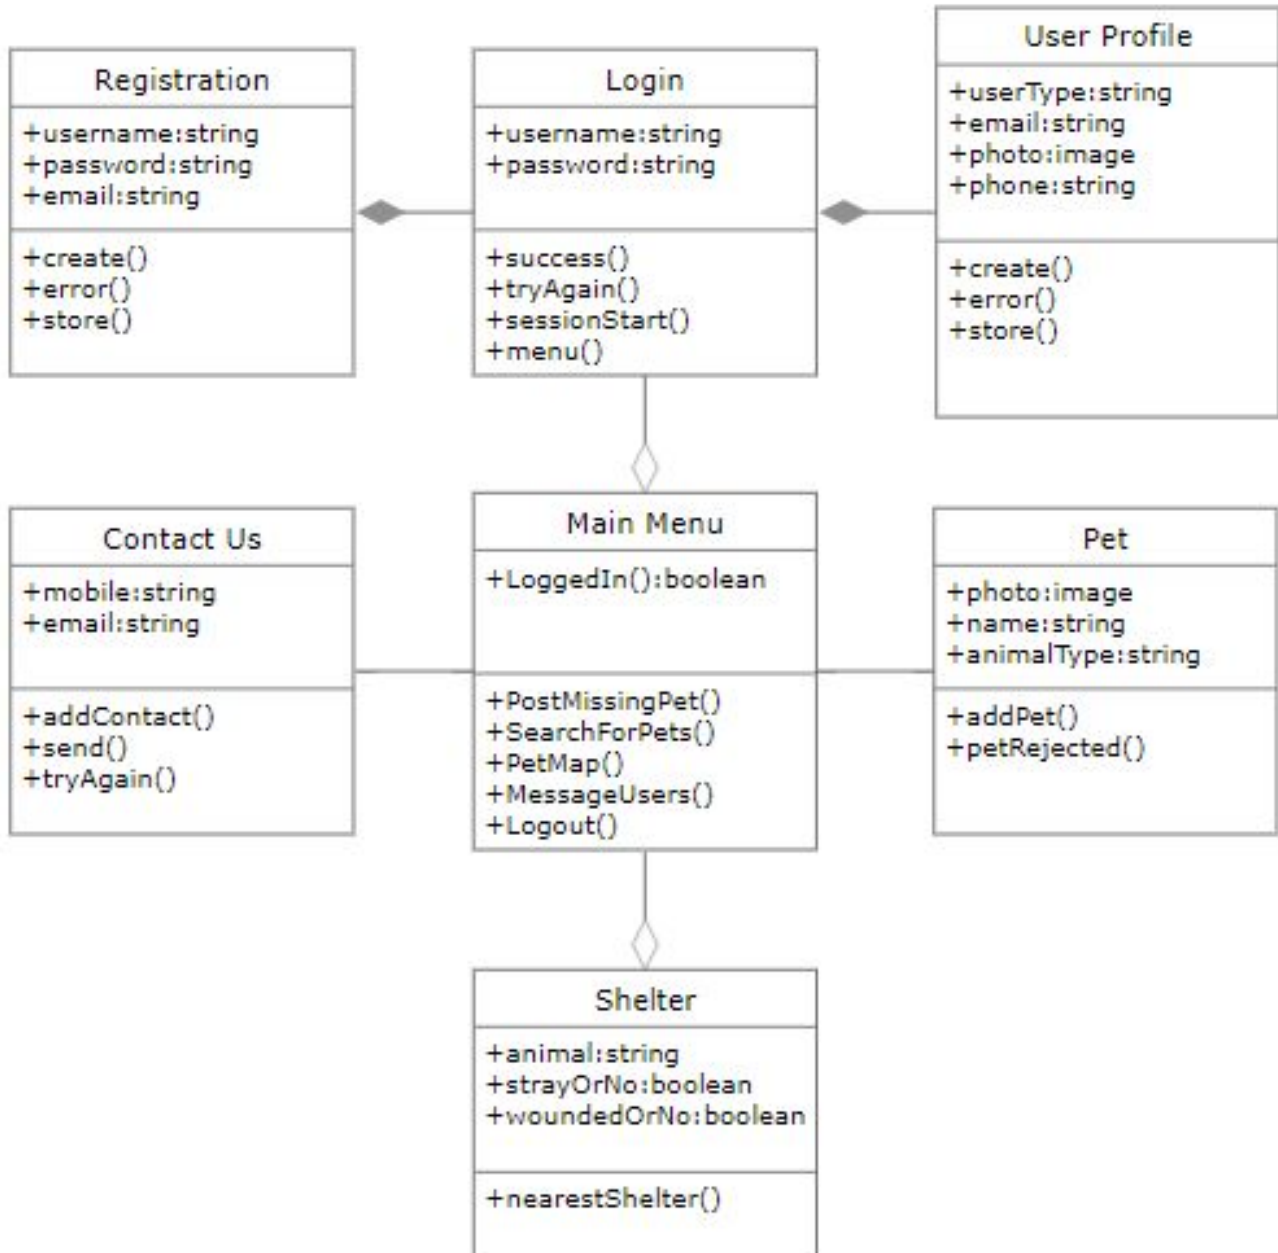 Registration
+username:string
+password:string
+email:string
+create()
+error()
+store()
Login
+username:string
+password:string
+success()
+tryAgain()
+sessionStart()
+menu()
User Profile
+userType:string
+email:string
+photo:image
+phone:string
+create()
+error()
+store()
Contact Us
+mobile:string
+email:string
+addContact()
+send()
+tryAgain()
Main Menu
+LoggedIn():boolean
+PostMissingPet()
+SearchForPets()
+PetMap()
+MessageUsers()
+Logout()
Pet
+photo:image
+name:string
+animalType:string
+addPet()
+petRejected()
Shelter
+animal:string
+strayOrNo:boolean
+woundedOrNo:boolean
+nearestShelter()